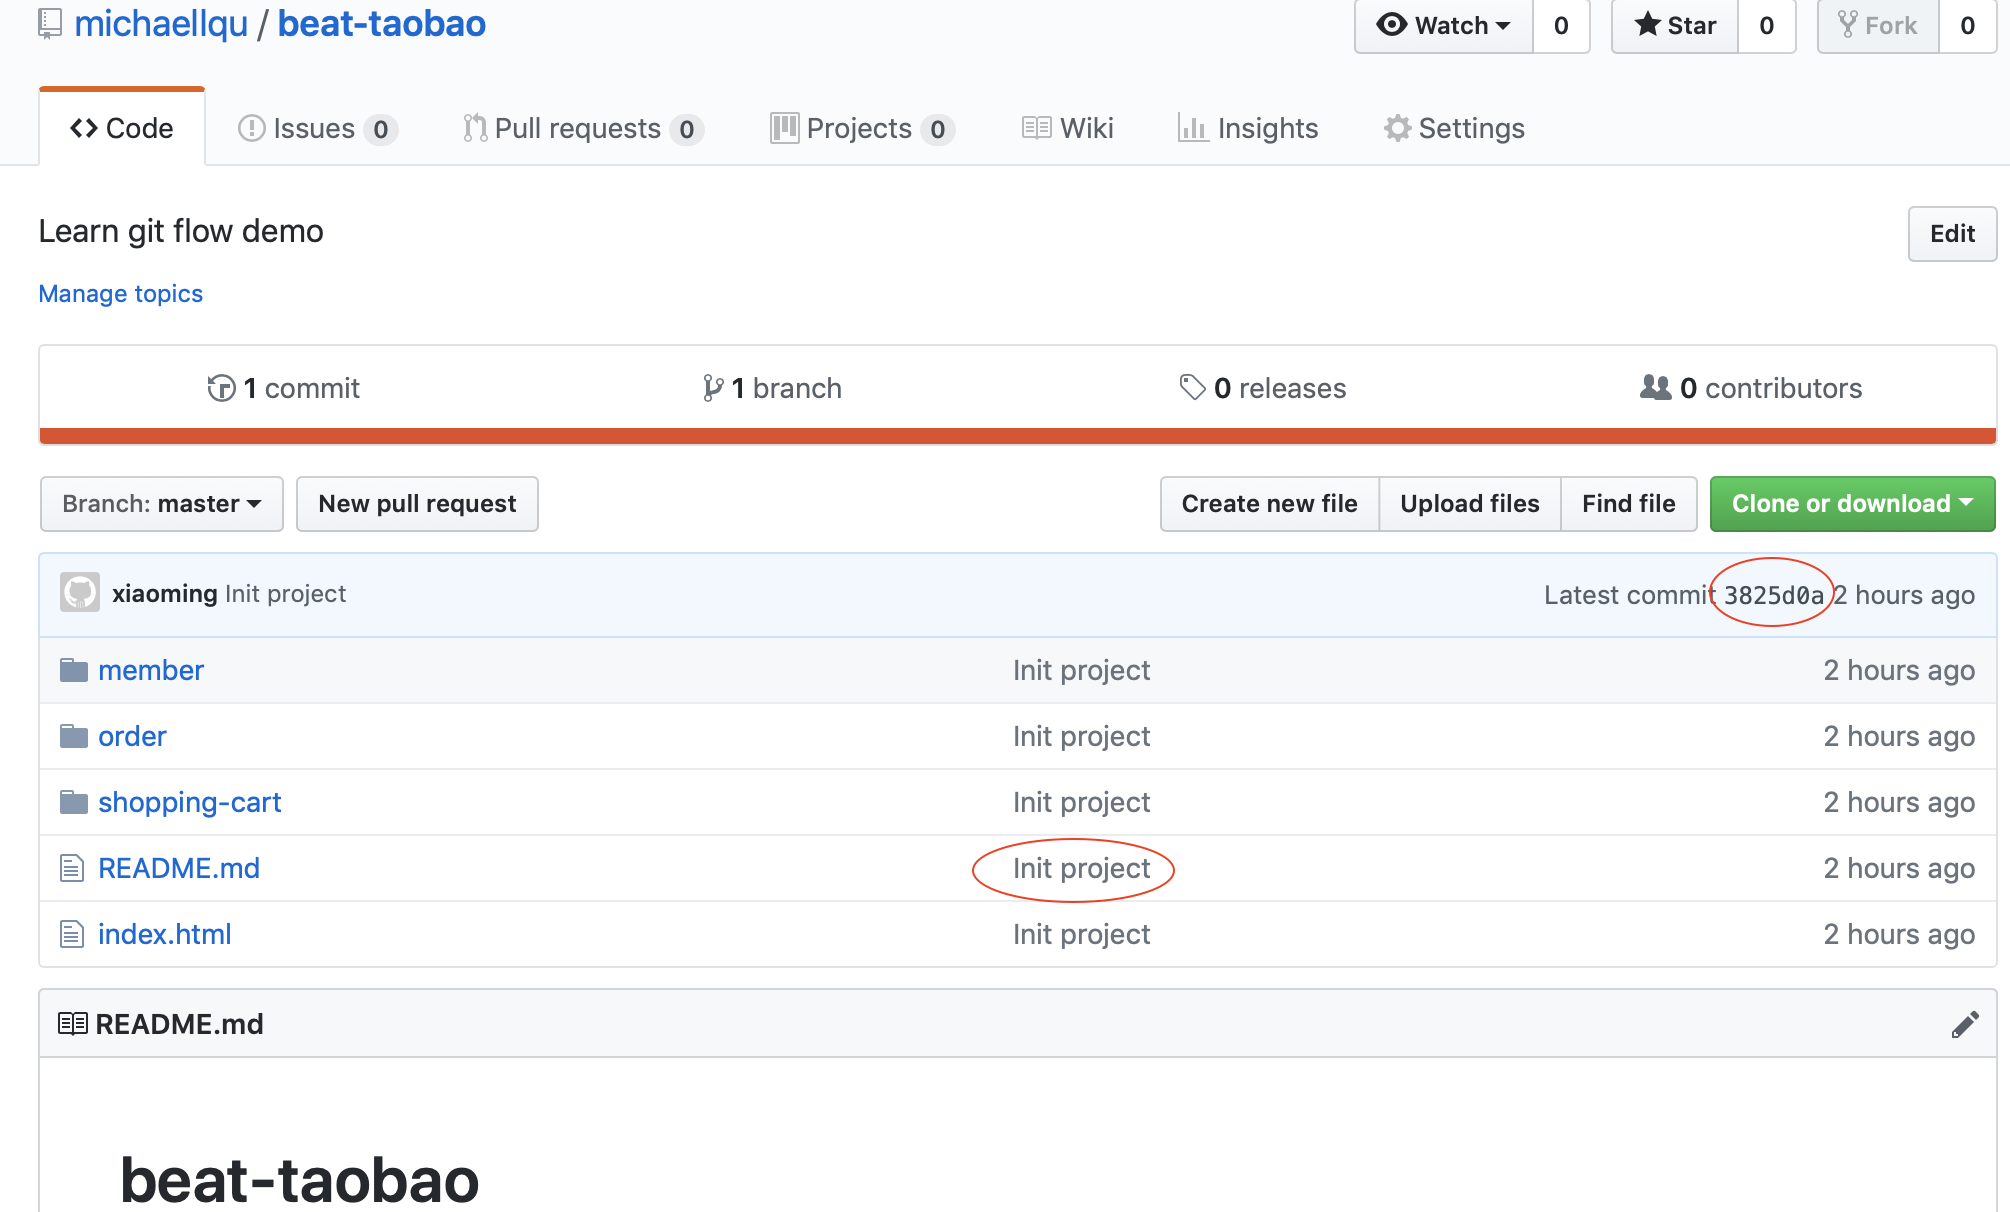 michaellqu / beat-taobao Watch 0 Star 0 Fork 0
Code Issues 0 Pull requests 0 Projects 0 Wiki Insights Settings
Learn git flow demo Edit
Manage topics
1 commit 1 branch 0 releases 0 contributors
Branch: master New pull request Create new file Upload files Find file Clone or download
xiaoming Init project Latest commit 3825d0a 2 hours ago
member Init project 2 hours ago
order Init project 2 hours ago
shopping-cart Init project 2 hours ago
README.md Init project 2 hours ago
index.html Init project 2 hours ago
README.md
beat-taobao